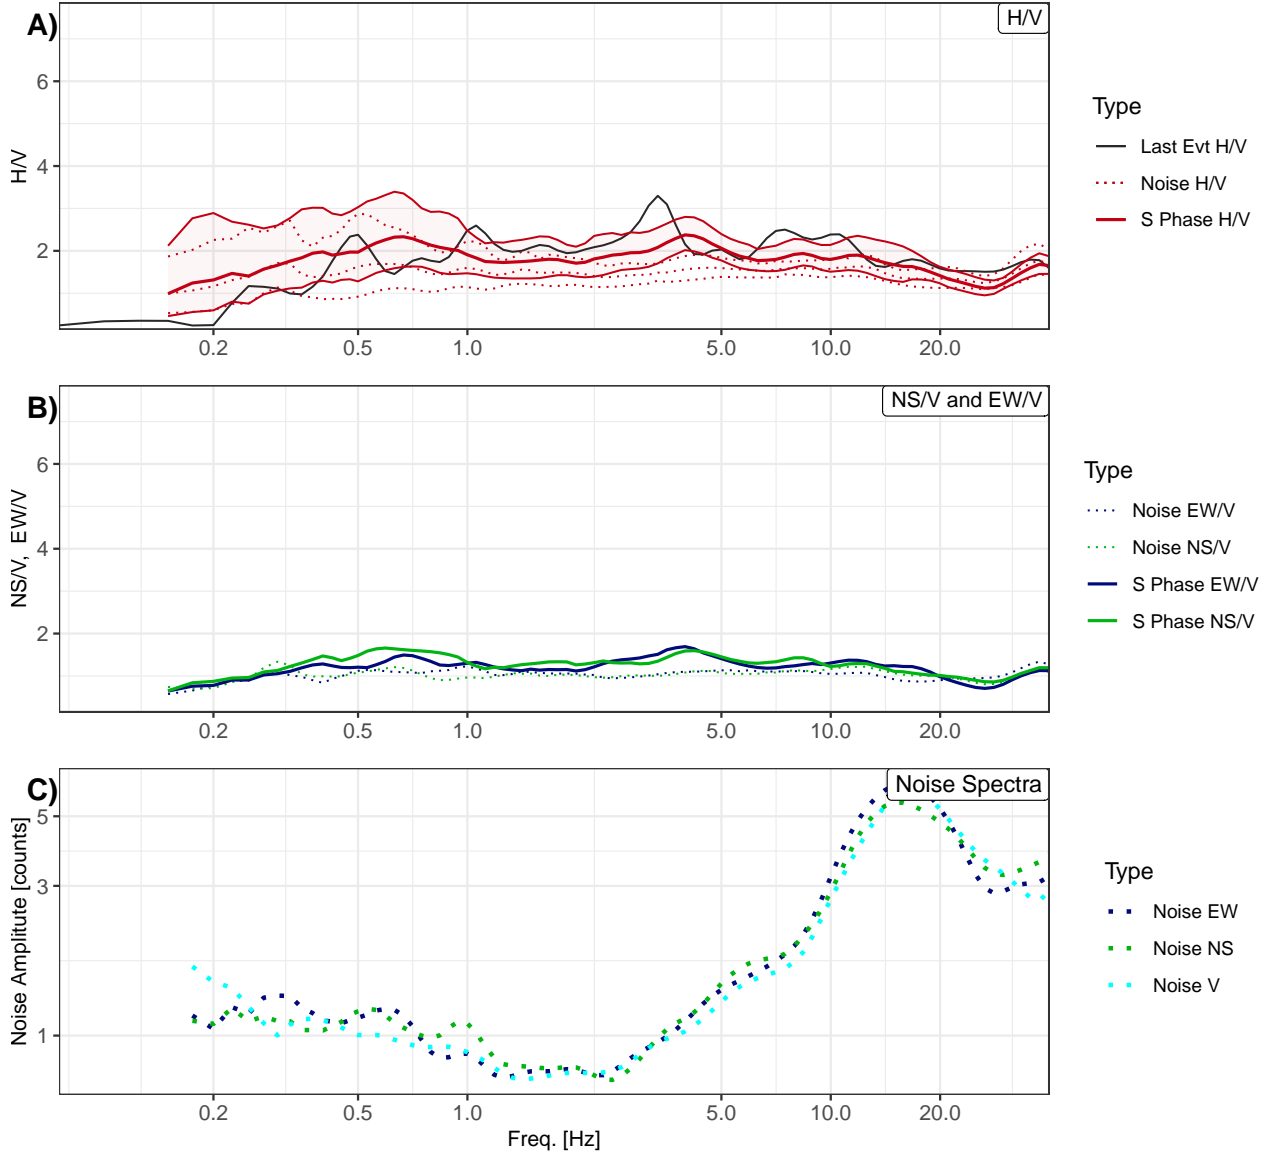 A)
H/V
6
4
2
H/V
0.2 0.5 1.0 5.0 10.0 20.0
Type
Last Evt H/V
Noise H/V
S Phase H/V
B)
NS/V and EW/V
6
4
2
NS/V,  EW/V
0.2 0.5 1.0 5.0 10.0 20.0
Type
Noise EW/V
Noise NS/V
S Phase EW/V
S Phase NS/V
C)
Noise Spectra
5
3
1
Noise Amplitute [counts]
0.2 0.5 1.0 5.0 10.0 20.0
Freq. [Hz]
Type
Noise EW
Noise NS
Noise V